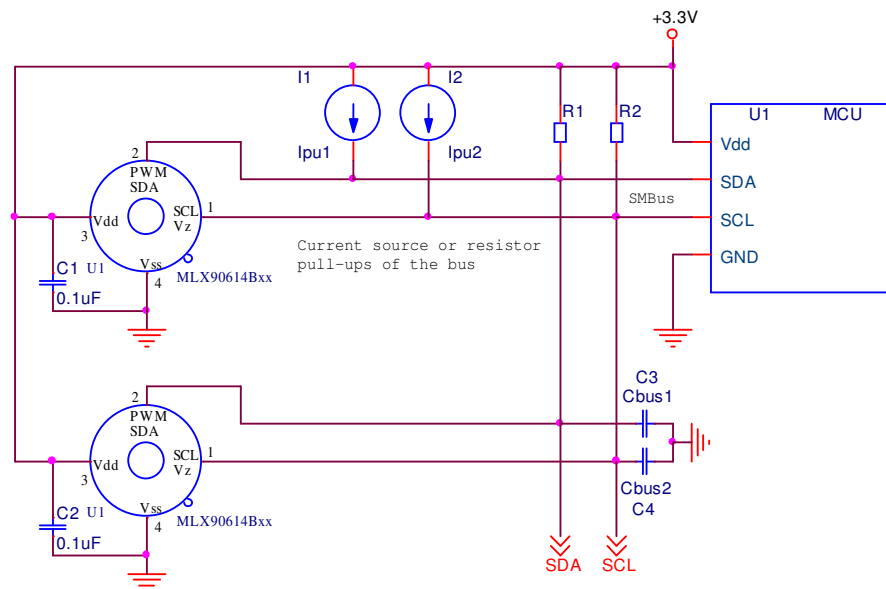 +3.3V
I1
I2
R1
R2
U1
MCU
Ipu1
Ipu2
Vdd
SDA
SCL
GND
SMBus
2
PWM
SDA
SCL
Vz
1
Vdd
3
Vss
4
MLX90614Bxx
C1
U1
0.1uF
Current source or resistor
pull-ups of the bus
2
PWM
SDA
SCL
Vz
1
Vdd
3
Vss
4
MLX90614Bxx
C2
U1
0.1uF
C3
Cbus1
Cbus2
C4
SDA
SCL